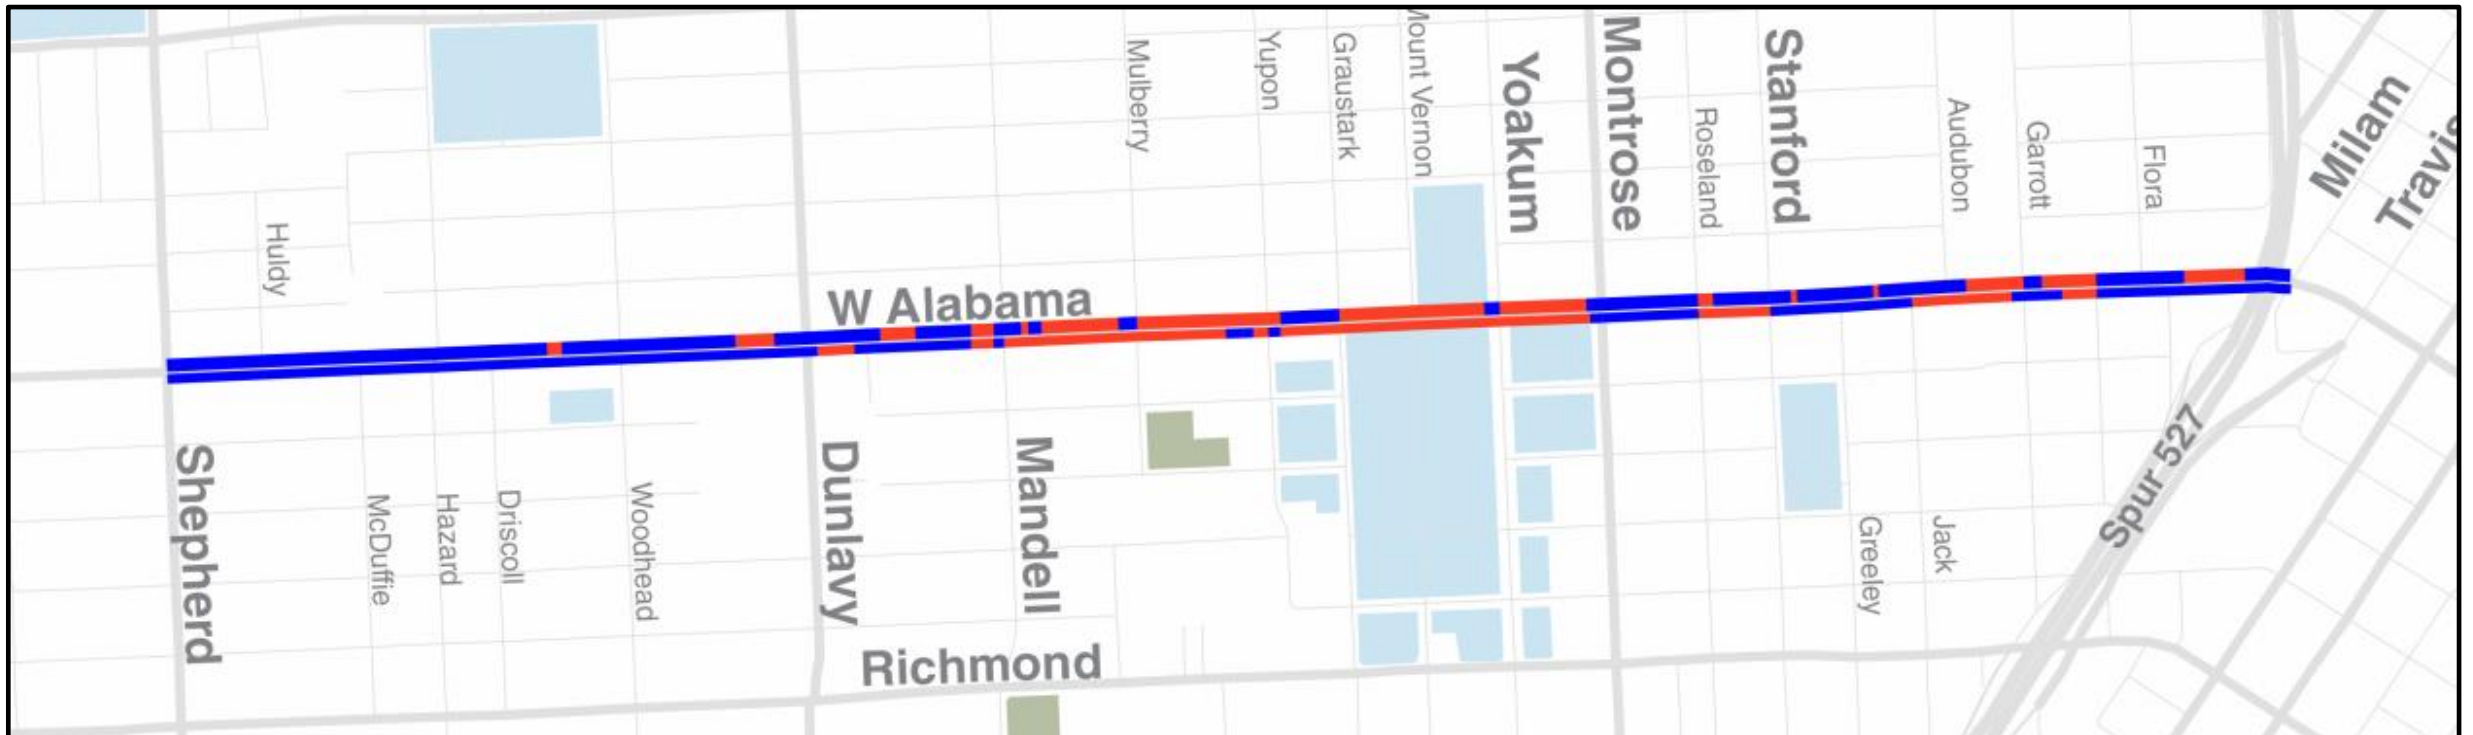 Mulberry
Yupon
Graustark
Mount Vernon
Yoakum
Montrose
Roseland
Stanford
Audubon
Garrott
Flora
Milam
Travis
Huldy
W Alabama
Shepherd
McDuffie
Hazard
Driscoll
Woodhead
Dunlavy
Mandell
Richmond
Greeley
Jack
Spur 527